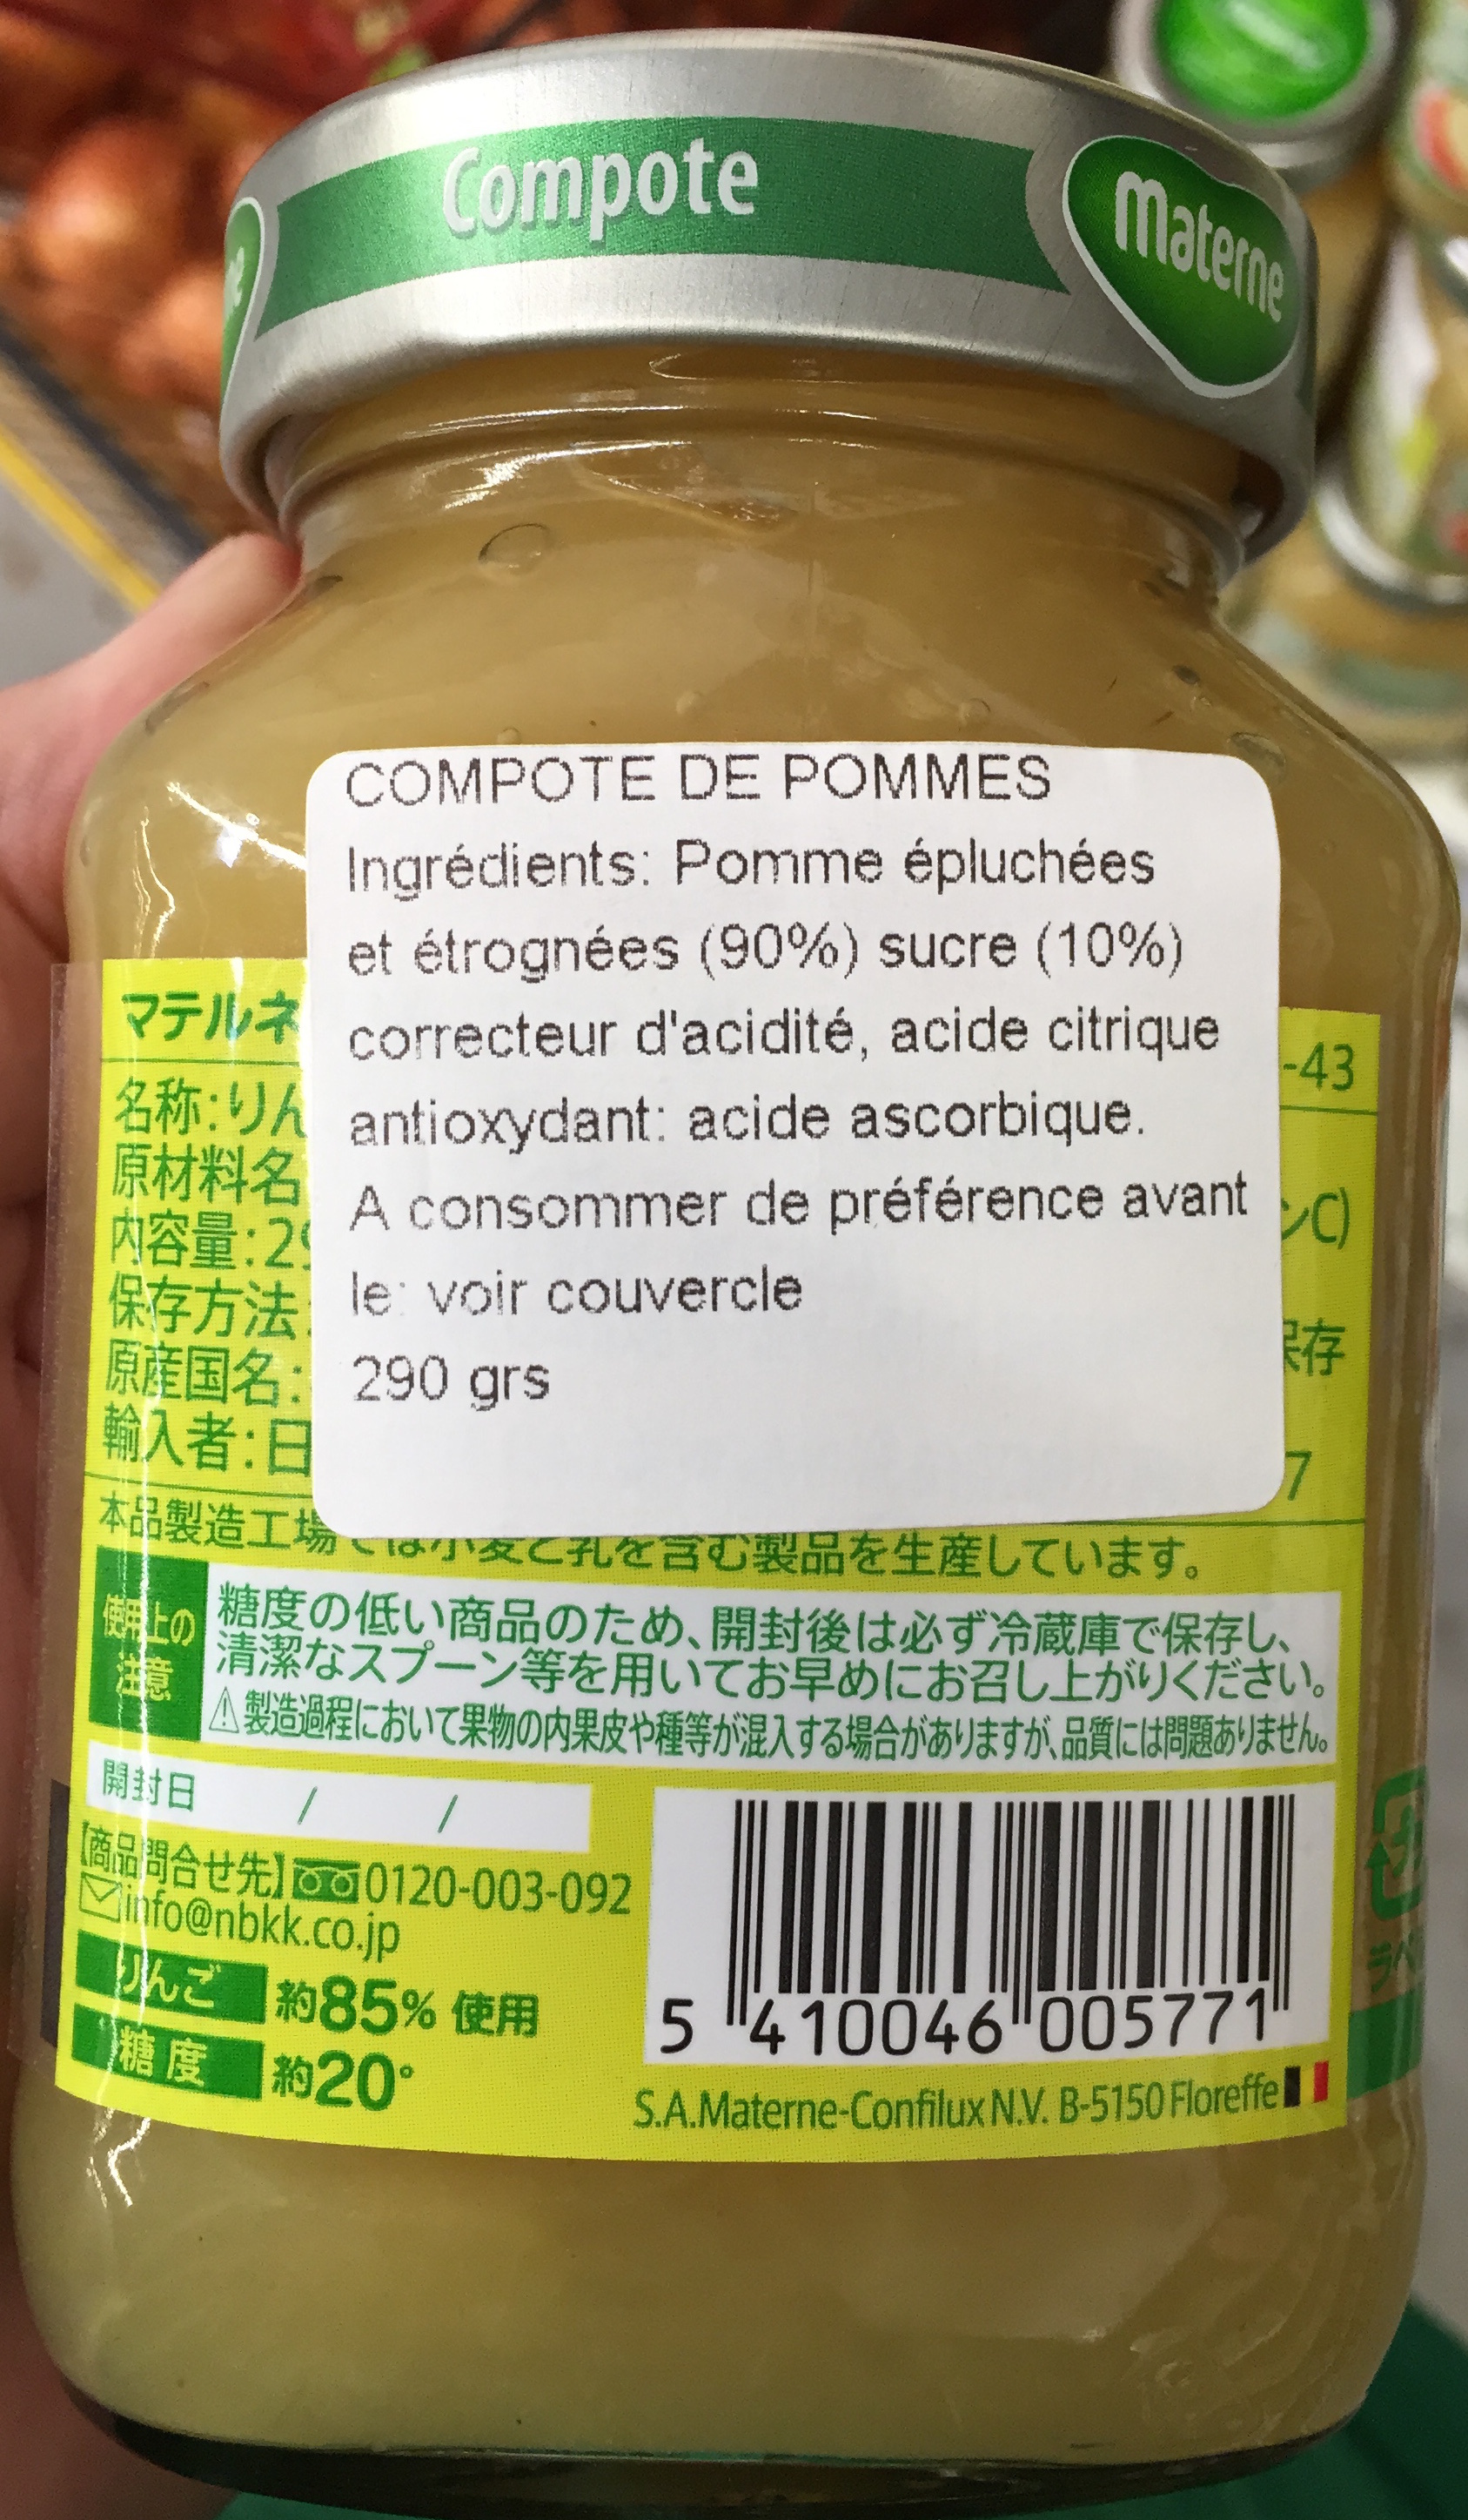 Compote
Materne
COMPOTE DE POMMES
Ingrédients: Pomme épluchées
et étrognées (90%) sucre (10%)
correcteur d'acidité, acide citrique
antioxydant: acide ascorbique.
A consommer de préférence avant
le: voir couvercle
290 grs
マテルネ
-43
名称:りん
原材料名
ンC)
内容量:29
保存方法:
保存
原産国名:
輸入者:日
7
本品製造工場では小麦と乳を含む製品を生産しています。
使用上の
注意
糖度の低い商品のため、開封後は必ず冷蔵庫で保存し、
清潔なスプーン等を用いてお早めにお召し上がりください。
⚠製造過程において果物の内果皮や種等が混入する場合がありますが、品質には問題ありません。
開封日 / /
【商品問合せ先】0120-003-092
info@nbkk.co.jp
りんご 約85% 使用
糖度 約20°
5 410046 005771
S.A.Materne-Confilux N.V. B-5150 Floreffe